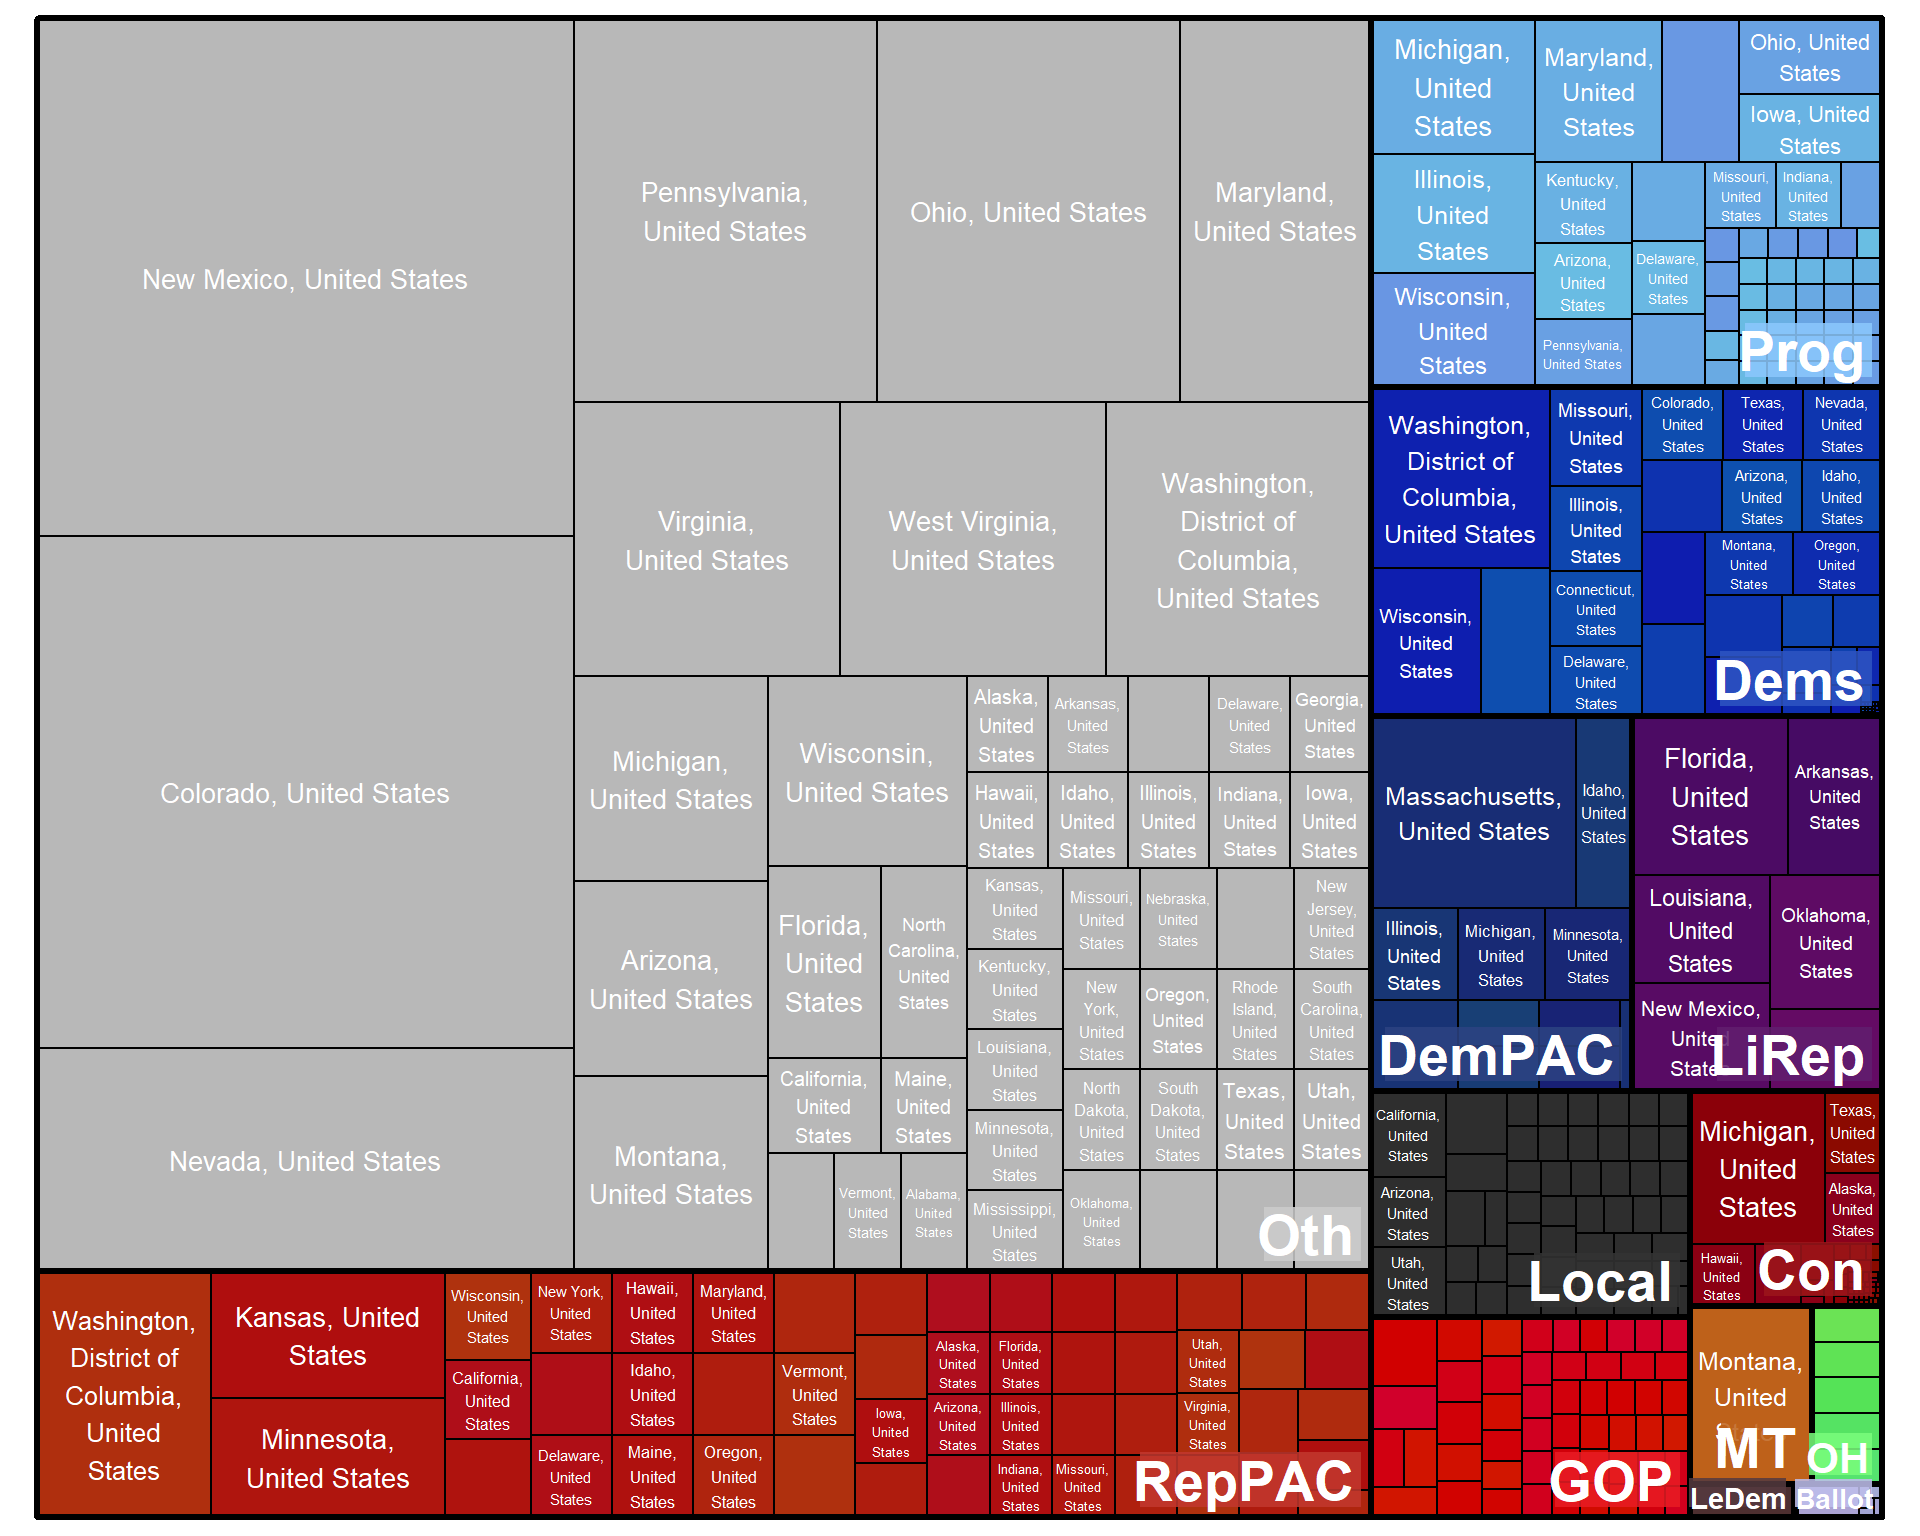 New Mexico, United States
Colorado, United States
Nevada, United States
Pennsylvania,
United States
Ohio, United States
Maryland,
United States
Virginia,
United States
West Virginia,
United States
Washington,
District of
Columbia,
United States
Michigan,
United States
Arizona,
United States
Montana,
United States
Wisconsin,
United States
Florida,
United
States
North
Carolina,
United
States
California,
United
States
Maine,
United
States
Vermont,
United
States
Alabama,
United
States
Alaska,
United
States
Arkansas,
United
States
Delaware,
United
States
Georgia,
United
States
Hawaii,
United
States
Idaho,
United
States
Illinois,
United
States
Indiana,
United
States
Iowa,
United
States
Kansas,
United
States
Kentucky,
United
States
Louisiana,
United
States
Minnesota,
United
States
Mississippi,
United
States
Missouri,
United
States
Nebraska,
United
States
New
Jersey,
United
States
New
York,
United
States
Oregon,
United
States
Rhode
Island,
United
States
South
Carolina,
United
States
North
Dakota,
United
States
South
Dakota,
United
States
Texas,
United
States
Utah,
United
States
Oklahoma,
United
States
Oth
Washington,
District of
Columbia,
United
States
Kansas, United
States
Minnesota,
United States
Wisconsin,
United
States
California,
United
States
New York,
United
States
Delaware,
United
States
Hawaii,
United
States
Idaho,
United
States
Maine,
United
States
Maryland,
United
States
Oregon,
United
States
Vermont,
United
States
Iowa,
United
States
Alaska,
United
States
Arizona,
United
States
Florida,
United
States
Illinois,
United
States
Indiana,
United
States
Missouri,
United
States
Utah,
United
States
Virginia,
United
States
RepPAC
Michigan,
United
States
Illinois,
United
States
Wisconsin,
United
States
Maryland,
United
States
Ohio, United
States
Iowa, United
States
Kentucky,
United
States
Arizona,
United
States
Pennsylvania,
United States
Delaware,
United
States
Missouri,
United
States
Indiana,
United
States
Prog
Washington,
District of
Columbia,
United States
Wisconsin,
United
States
Missouri,
United
States
Illinois,
United
States
Connecticut,
United
States
Delaware,
United
States
Colorado,
United
States
Texas,
United
States
Nevada,
United
States
Arizona,
United
States
Idaho,
United
States
Montana,
United
States
Oregon,
United
States
Dems
Massachusetts,
United States
Idaho,
United
States
Illinois,
United
States
Michigan,
United
States
Minnesota,
United
States
DemPAC
Florida,
United
States
Arkansas,
United
States
Louisiana,
United
States
Oklahoma,
United
States
New Mexico,
United
States
LiRep
California,
United
States
Arizona,
United
States
Utah,
United
States
Local
Michigan,
United
States
Texas,
United
States
Alaska,
United
States
Hawaii,
United
States
Con
GOP
Montana,
United
States
MT
OH
LeDem
Ballot